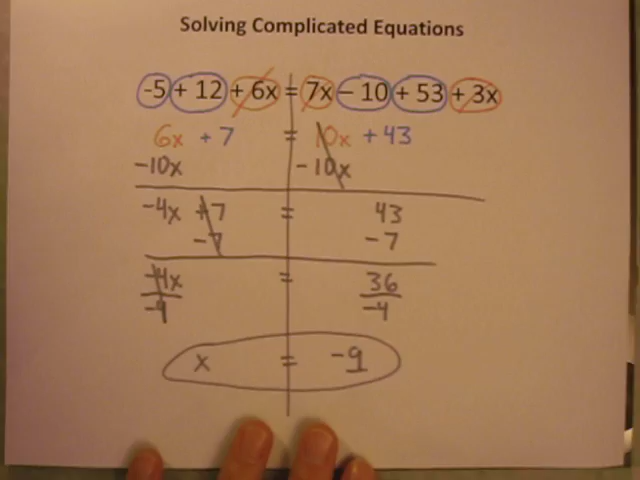 Solving Complicated Equations
-5 + 12 + 6x = 7x - 10 + 53 + 3x
6x + 7 = 10x + 43
-10x - 10x
-4x + 7 = 43
- 7 - 7
-4x = 36
-4 -4
x = -9